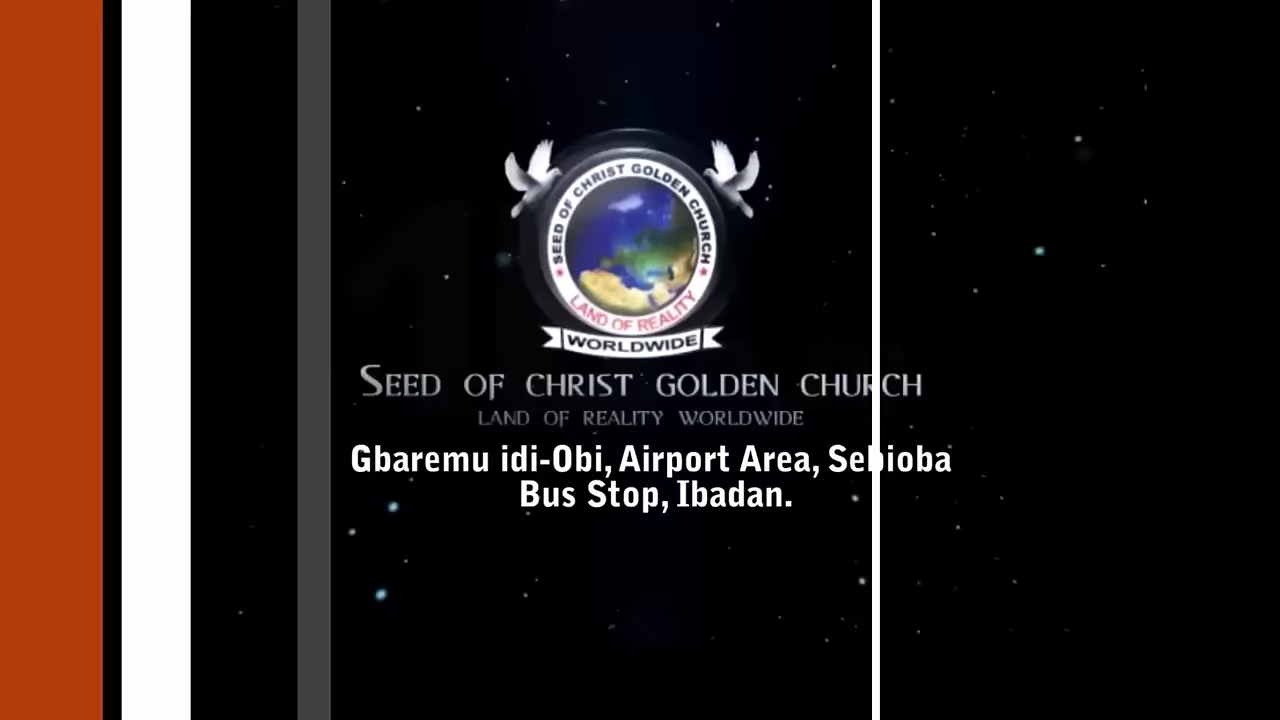 SEED OF CHRIST GOLDEN CHURCH
LAND OF REALITY
WORLDWIDE
SEED OF CHRIST GOLDEN CHURCH
LAND OF REALITY WORLDWIDE
Gbaremu idi-Obi, Airport Area, Sebioba
Bus Stop, Ibadan.